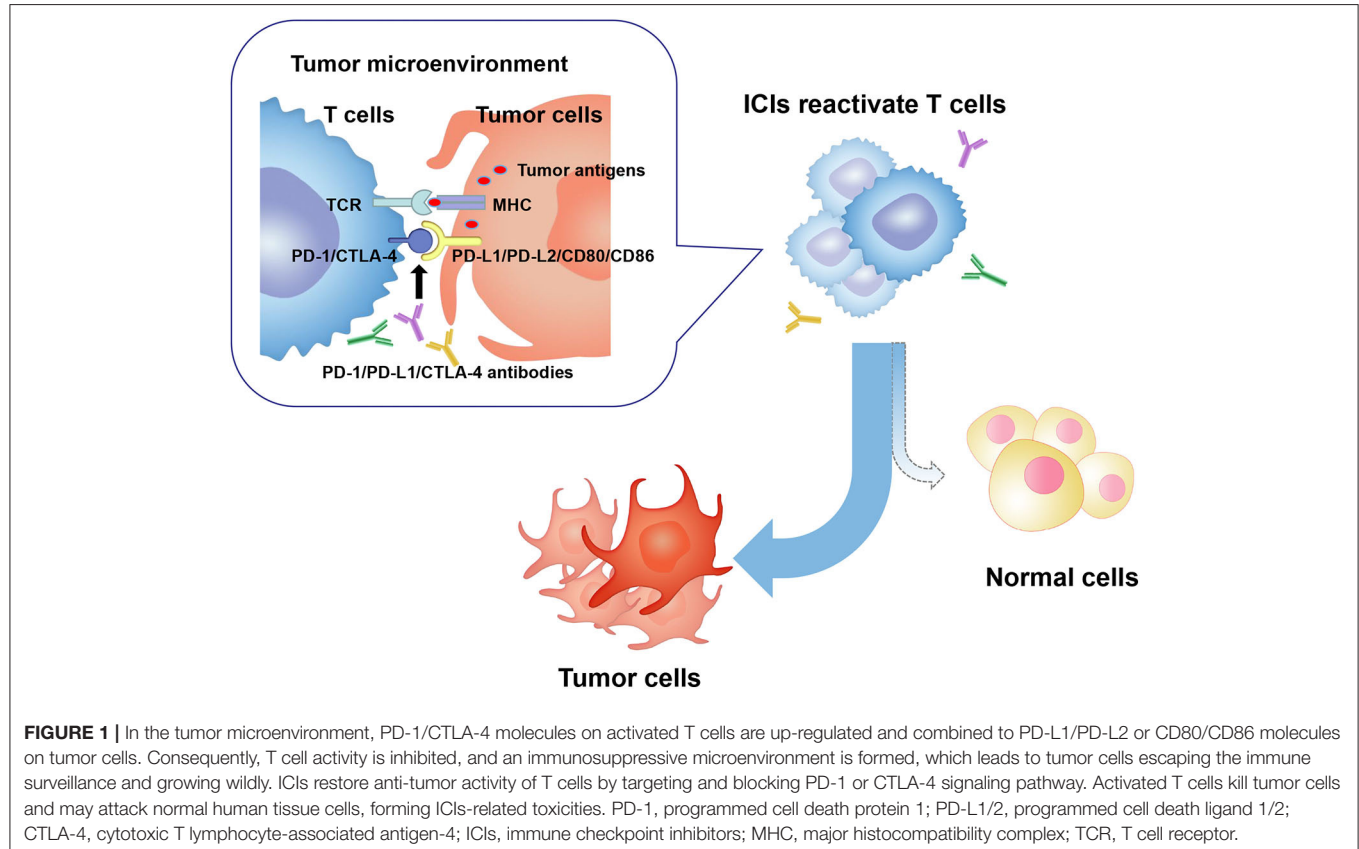 Tumor microenvironment
T cells
Tumor cells
Tumor antigens
TCR
MHC
PD-1/CTLA-4
PD-L1/PD-L2/CD80/CD86
PD-1/PD-L1/CTLA-4 antibodies
ICIs reactivate T cells
Normal cells
Tumor cells
FIGURE 1 | In the tumor microenvironment, PD-1/CTLA-4 molecules on activated T cells are up-regulated and combined to PD-L1/PD-L2 or CD80/CD86 molecules
on tumor cells. Consequently, T cell activity is inhibited, and an immunosuppressive microenvironment is formed, which leads to tumor cells escaping the immune
surveillance and growing wildly. ICIs restore anti-tumor activity of T cells by targeting and blocking PD-1 or CTLA-4 signaling pathway. Activated T cells kill tumor cells
and may attack normal human tissue cells, forming ICIs-related toxicities. PD-1, programmed cell death protein 1; PD-L1/2, programmed cell death ligand 1/2;
CTLA-4, cytotoxic T lymphocyte-associated antigen-4; ICIs, immune checkpoint inhibitors; MHC, major histocompatibility complex; TCR, T cell receptor.